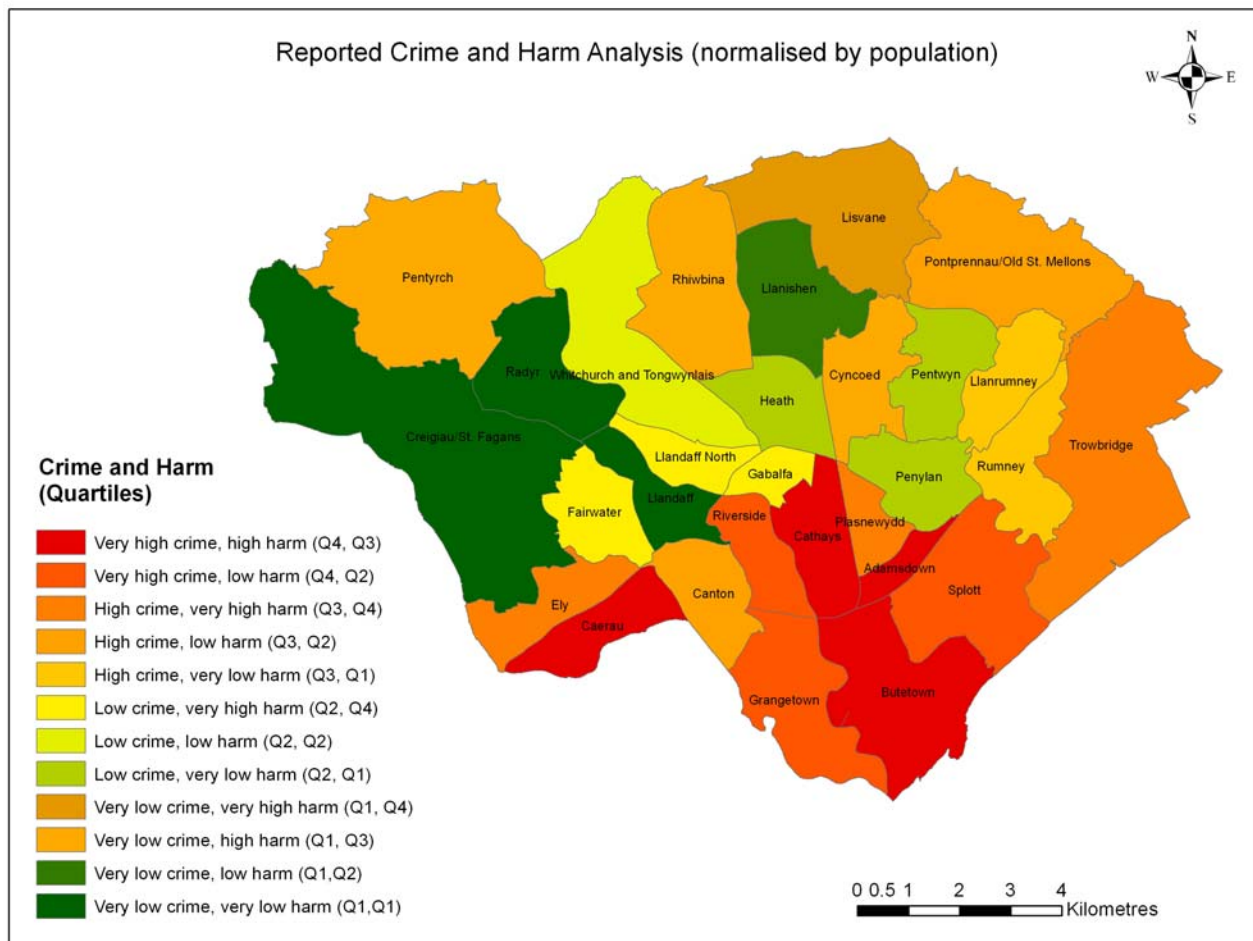 Reported Crime and Harm Analysis (normalised by population)
N
W E
S
Lisvane
Pontprennau/Old St. Mellons
Pentyrch
Rhiwbina
Llanishen
Radyr
Whitchurch and Tongwynlais
Cyncoed
Pentwyn
Llanrumney
Heath
Creigiau/St. Fagans
Trowbridge
Llandaff North
Gabalfa
Penylan
Rumney
Llandaff
Fairwater
Riverside
Plasnewydd
Cathays
Adamsdown
Splott
Ely
Canton
Caerau
Butetown
Grangetown
Crime and Harm
(Quartiles)
Very high crime, high harm (Q4, Q3)
Very high crime, low harm (Q4, Q2)
High crime, very high harm (Q3, Q4)
High crime, low harm (Q3, Q2)
High crime, very low harm (Q3, Q1)
Low crime, very high harm (Q2, Q4)
Low crime, low harm (Q2, Q2)
Low crime, very low harm (Q2, Q1)
Very low crime, very high harm (Q1, Q4)
Very low crime, high harm (Q1, Q3)
Very low crime, low harm (Q1,Q2)
Very low crime, very low harm (Q1,Q1)
0 0.5 1 2 3 4
Kilometres